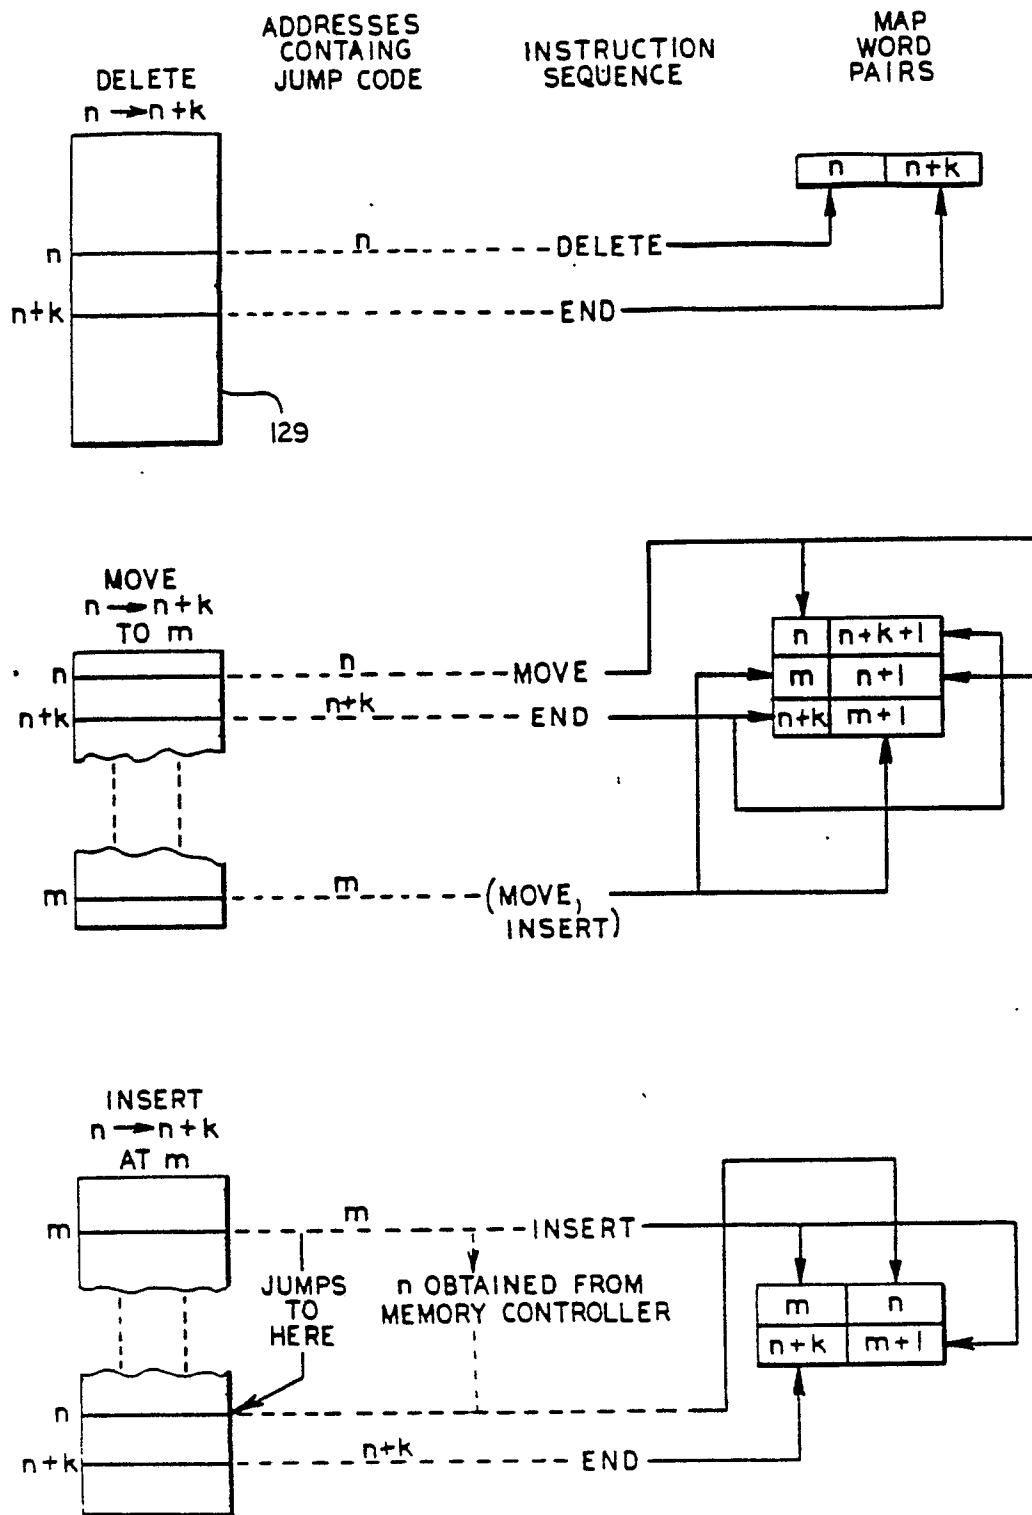 ADDRESSES
CONTAING
JUMP CODE
INSTRUCTION
SEQUENCE
MAP
WORD
PAIRS
DELETE
n → n+k
n n+k
n n DELETE
n+k END
129
MOVE
n → n+k
TO m
n n+k+1
n n MOVE m n+1
n+k n+k END n+k m+1
m m (MOVE,
INSERT)
INSERT
n → n+k
AT m
m m INSERT
JUMPS
TO
HERE
n OBTAINED FROM
MEMORY CONTROLLER
m n
n+k m+1
n
n+k n+k END